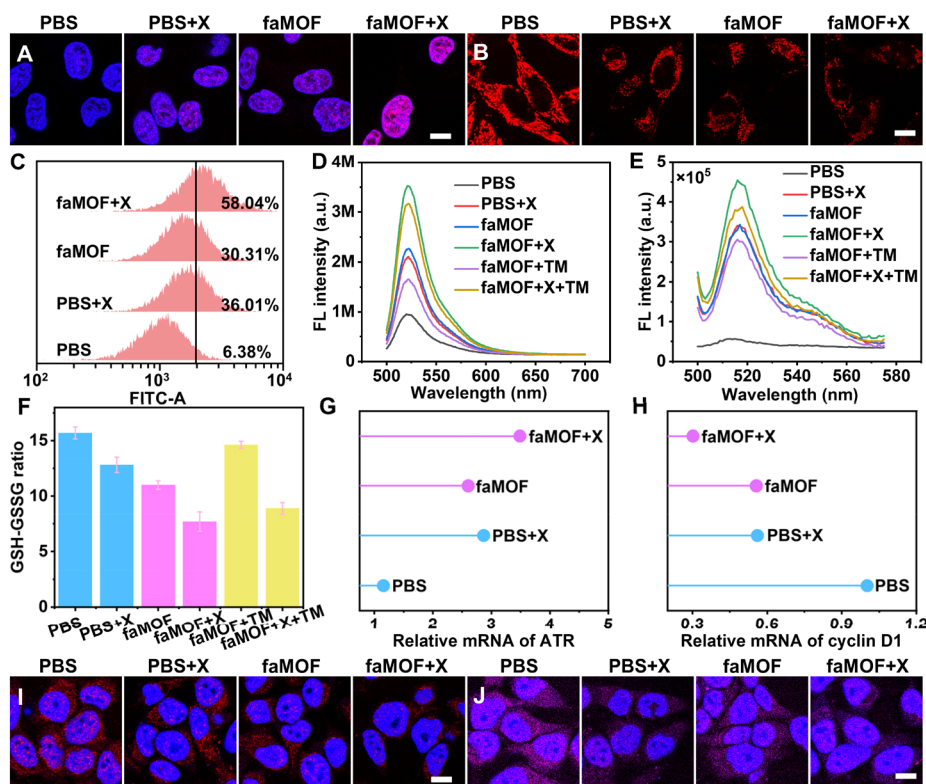 PBS PBS+X faMOF faMOF+X PBS PBS+X faMOF faMOF+X
A B
C D E
faMOF+X
58.04%
faMOF
30.31%
PBS+X
36.01%
PBS
6.38%
10² 10³ 10⁴
FITC-A
FL intensity (a.u.)
4M
3M
2M
1M
0
500 550 600 650 700
Wavelength (nm)
PBS
PBS+X
faMOF
faMOF+X
faMOF+TM
faMOF+X+TM
FL intensity (a.u.)
×10⁵
5
4
3
2
1
0
500 520 540 560 580
Wavelength (nm)
PBS
PBS+X
faMOF
faMOF+X
faMOF+TM
faMOF+X+TM
F G H
GSH-GSSG ratio
15
10
5
0
PBS PBS+X faMOF faMOF+X faMOF+TM faMOF+X+TM
faMOF+X
faMOF
PBS+X
PBS
1 2 3 4 5
Relative mRNA of ATR
faMOF+X
faMOF
PBS+X
PBS
0.3 0.6 0.9 1.2
Relative mRNA of cyclin D1
PBS PBS+X faMOF faMOF+X PBS PBS+X faMOF faMOF+X
I J